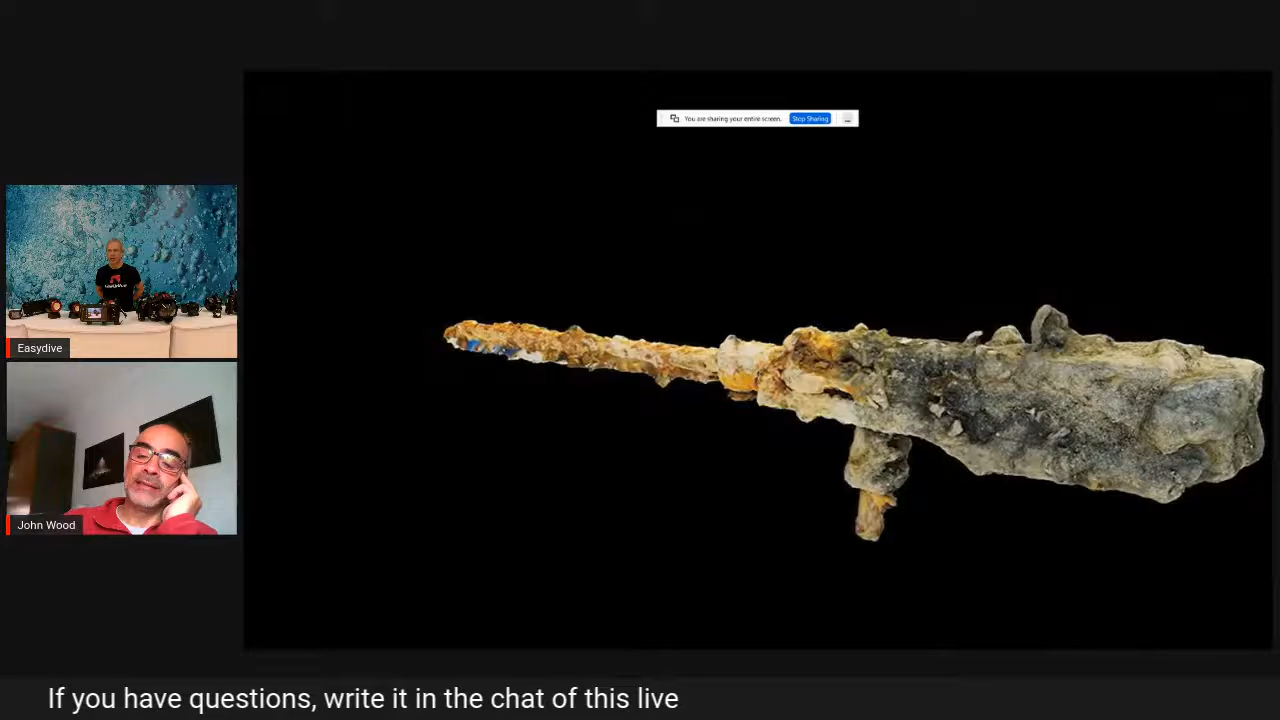 You are sharing your entire screen.
Stop Sharing
Easydive
John Wood
If you have questions, write it in the chat of this live